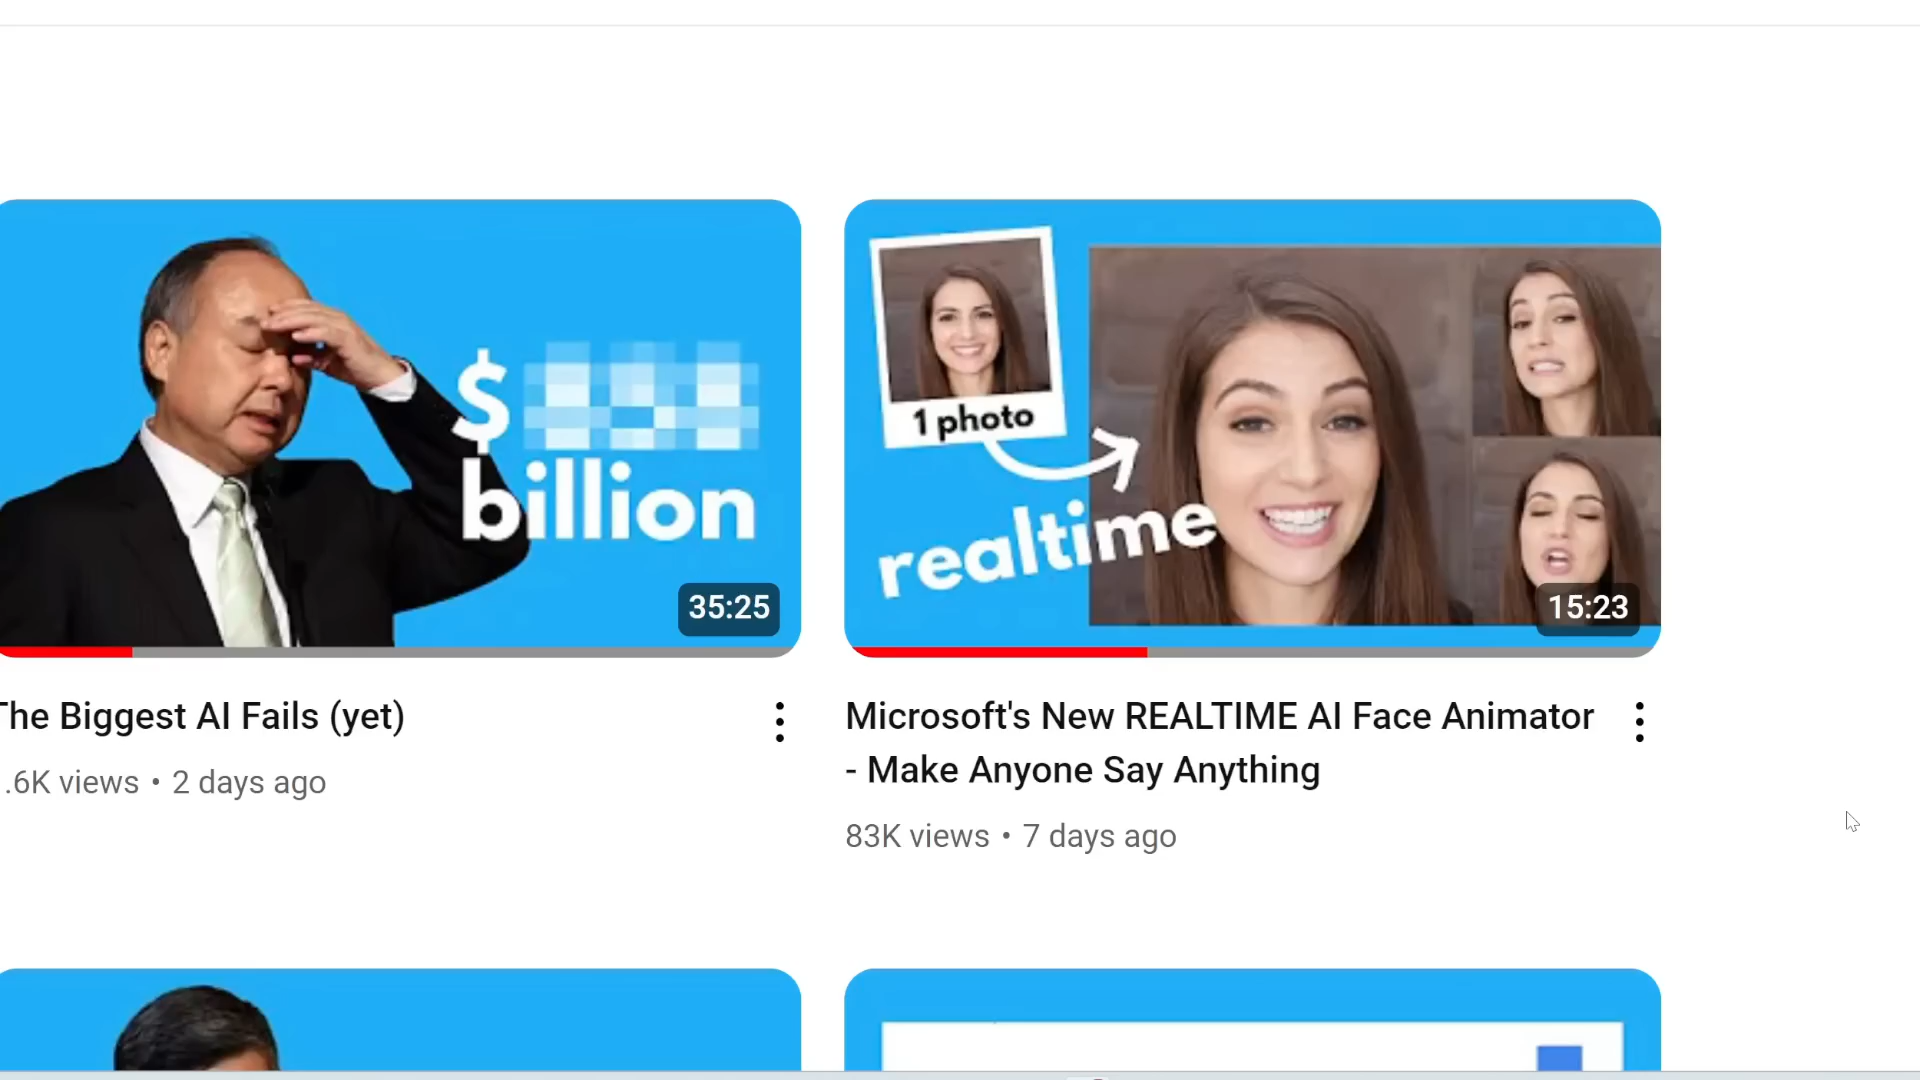 $
billion
35:25
1 photo
realtime
15:23
The Biggest AI Fails (yet)
.6K views • 2 days ago
Microsoft's New REALTIME AI Face Animator
- Make Anyone Say Anything
83K views • 7 days ago